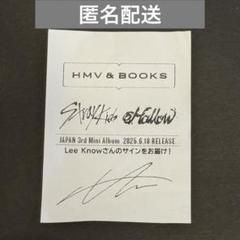 匿名配送
HMV & BOOKS
Stray Kids Hollow
JAPAN 3rd Mini Album 2025.6.18 RELEASE
Lee Knowさんのサインをお届け!